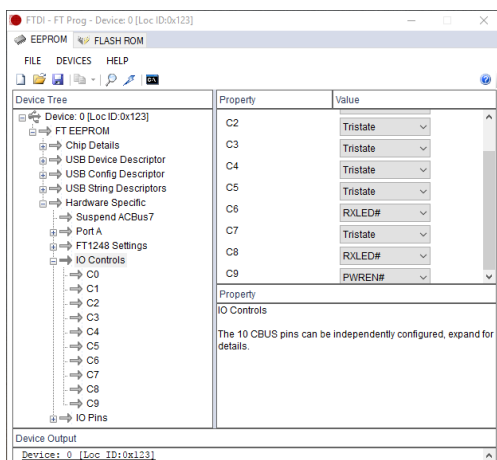 FTDI - FT Prog - Device: 0 [Loc ID:0x123]
EEPROM FLASH ROM
FILE DEVICES HELP
Device Tree
Device: 0 [Loc ID:0x123]
FT EEPROM
Chip Details
USB Device Descriptor
USB Config Descriptor
USB String Descriptors
Hardware Specific
Suspend ACBus7
Port A
FT1248 Settings
IO Controls
C0
C1
C2
C3
C4
C5
C6
C7
C8
C9
IO Pins
Property Value
C2 Tristate
C3 Tristate
C4 Tristate
C5 Tristate
C6 RXLED#
C7 Tristate
C8 RXLED#
C9 PWREN#
Property
IO Controls
The 10 CBUS pins can be independently configured, expand for
details.
Device Output
Device: 0 [Loc ID:0x123]